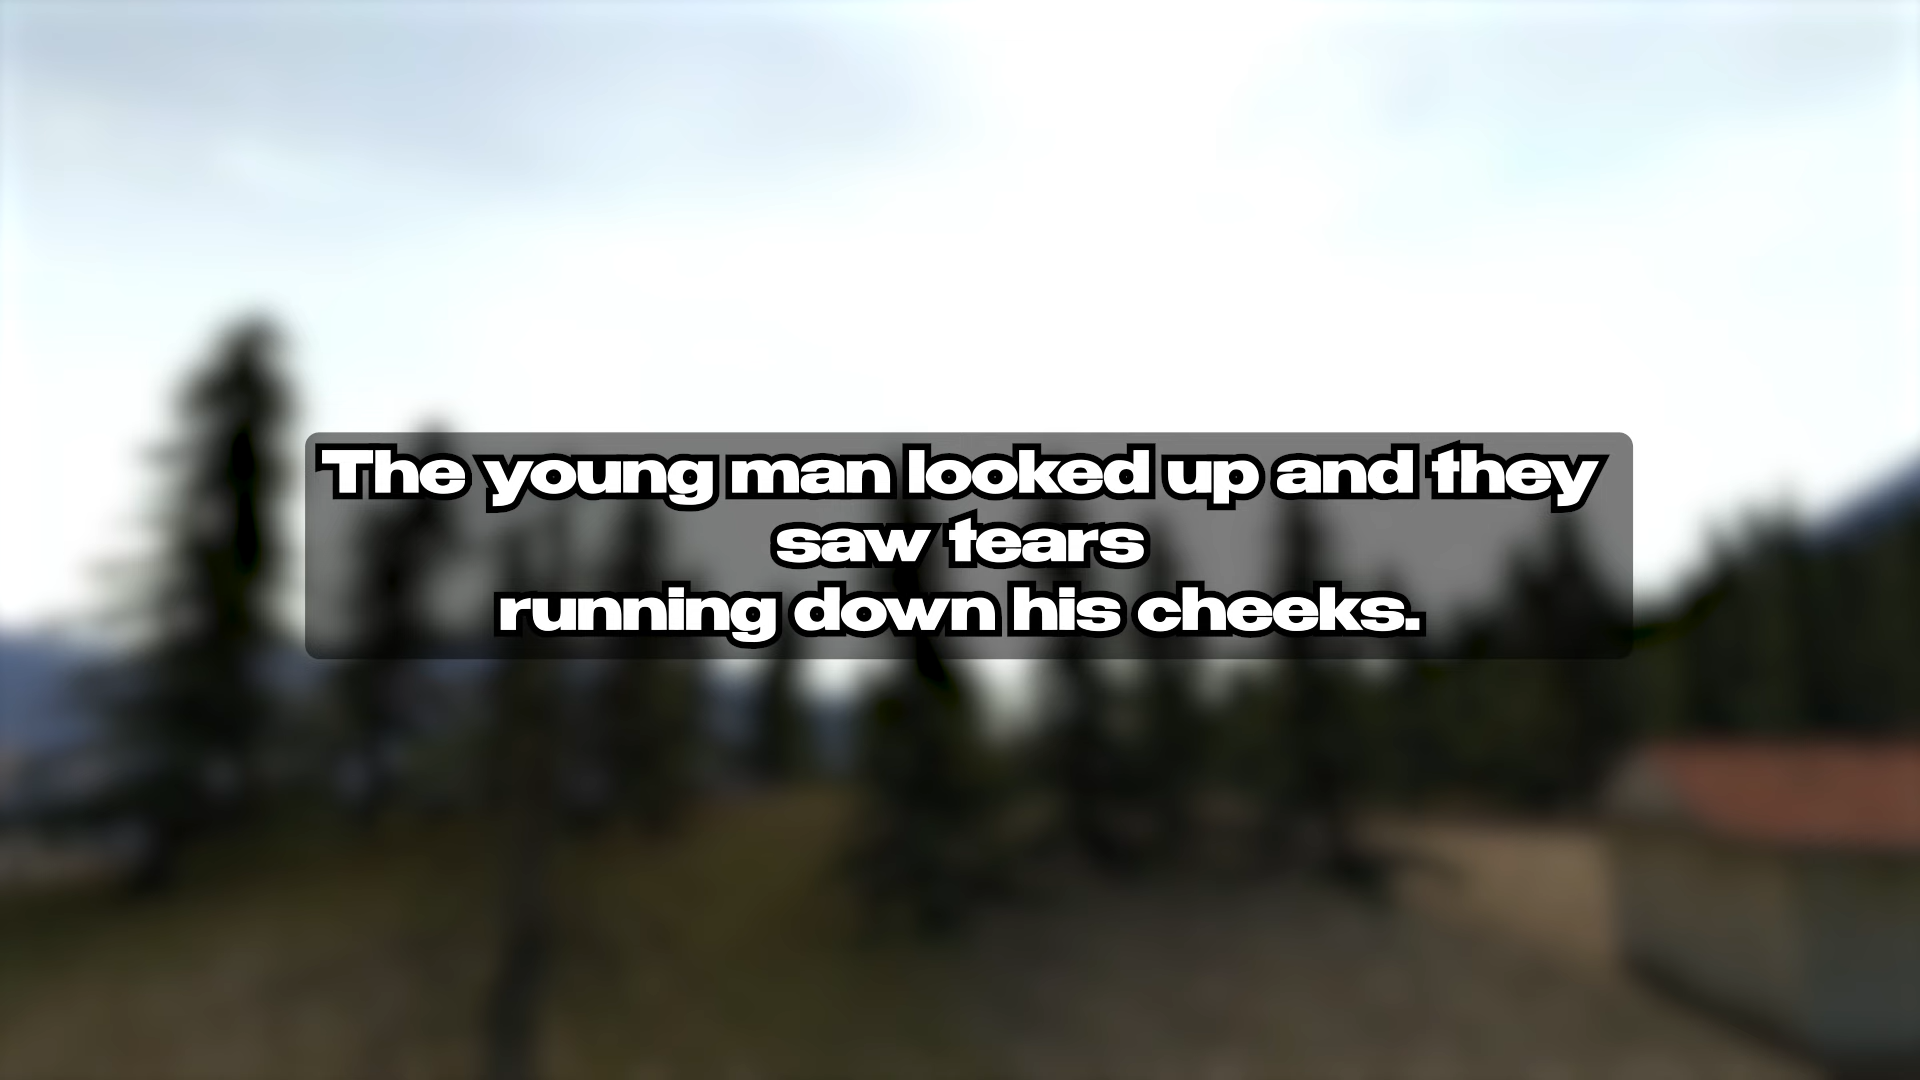 The young man looked up and they
saw tears
running down his cheeks.